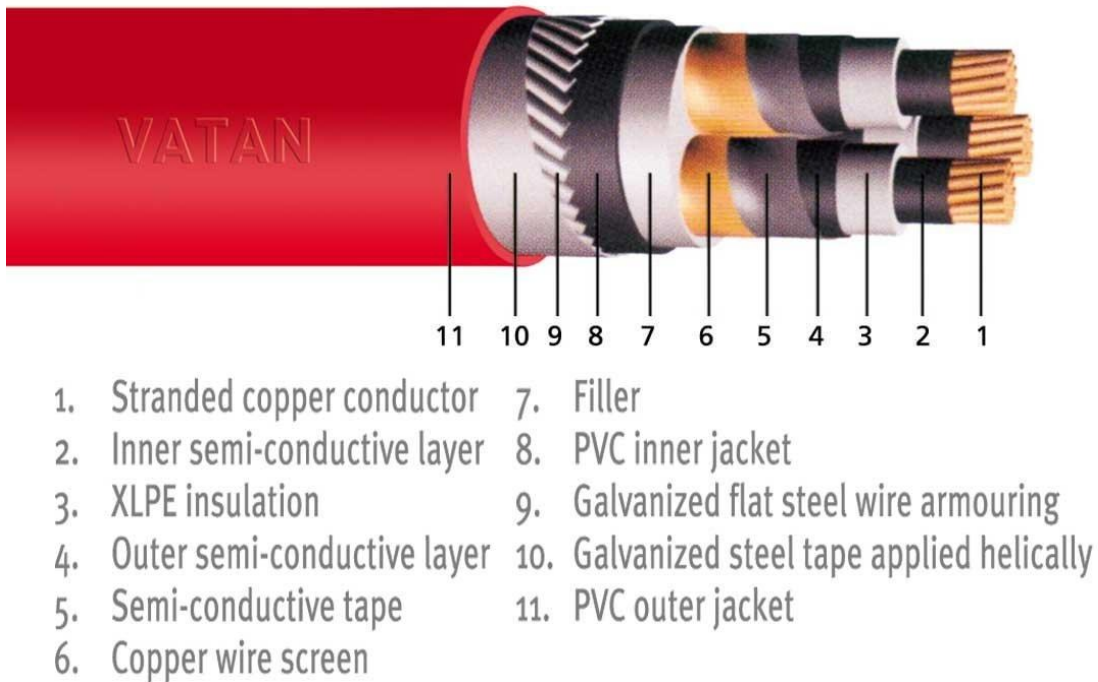 VATAN
11 10 9 8 7 6 5 4 3 2 1
1. Stranded copper conductor
2. Inner semi-conductive layer
3. XLPE insulation
4. Outer semi-conductive layer
5. Semi-conductive tape
6. Copper wire screen
7. Filler
8. PVC inner jacket
9. Galvanized flat steel wire armouring
10. Galvanized steel tape applied helically
11. PVC outer jacket